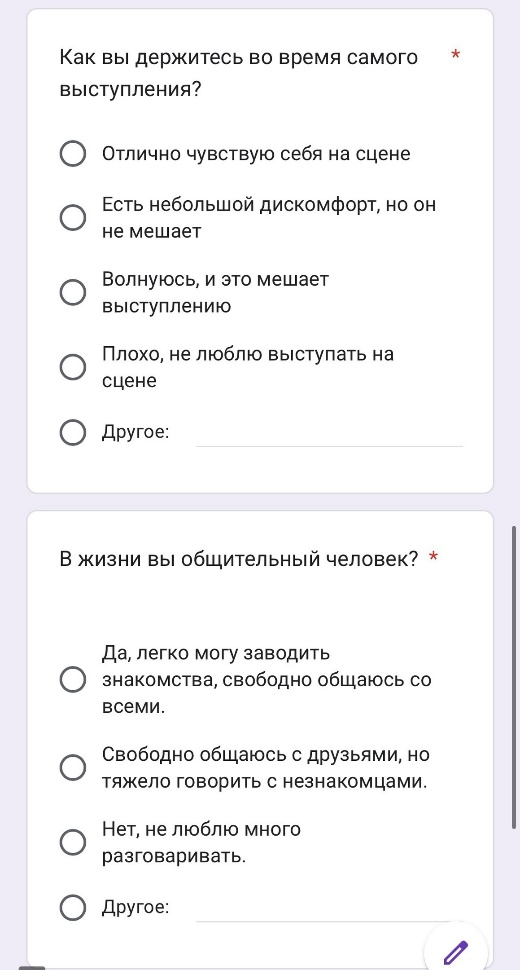 Как вы держитесь во время самого *
выступления?
Отлично чувствую себя на сцене
Есть небольшой дискомфорт, но он
не мешает
Волнуюсь, и это мешает
выступлению
Плохо, не люблю выступать на
сцене
Другое:
В жизни вы общительный человек? *
Да, легко могу заводить
знакомства, свободно общаюсь со
всеми.
Свободно общаюсь с друзьями, но
тяжело говорить с незнакомцами.
Нет, не люблю много
разговаривать.
Другое: